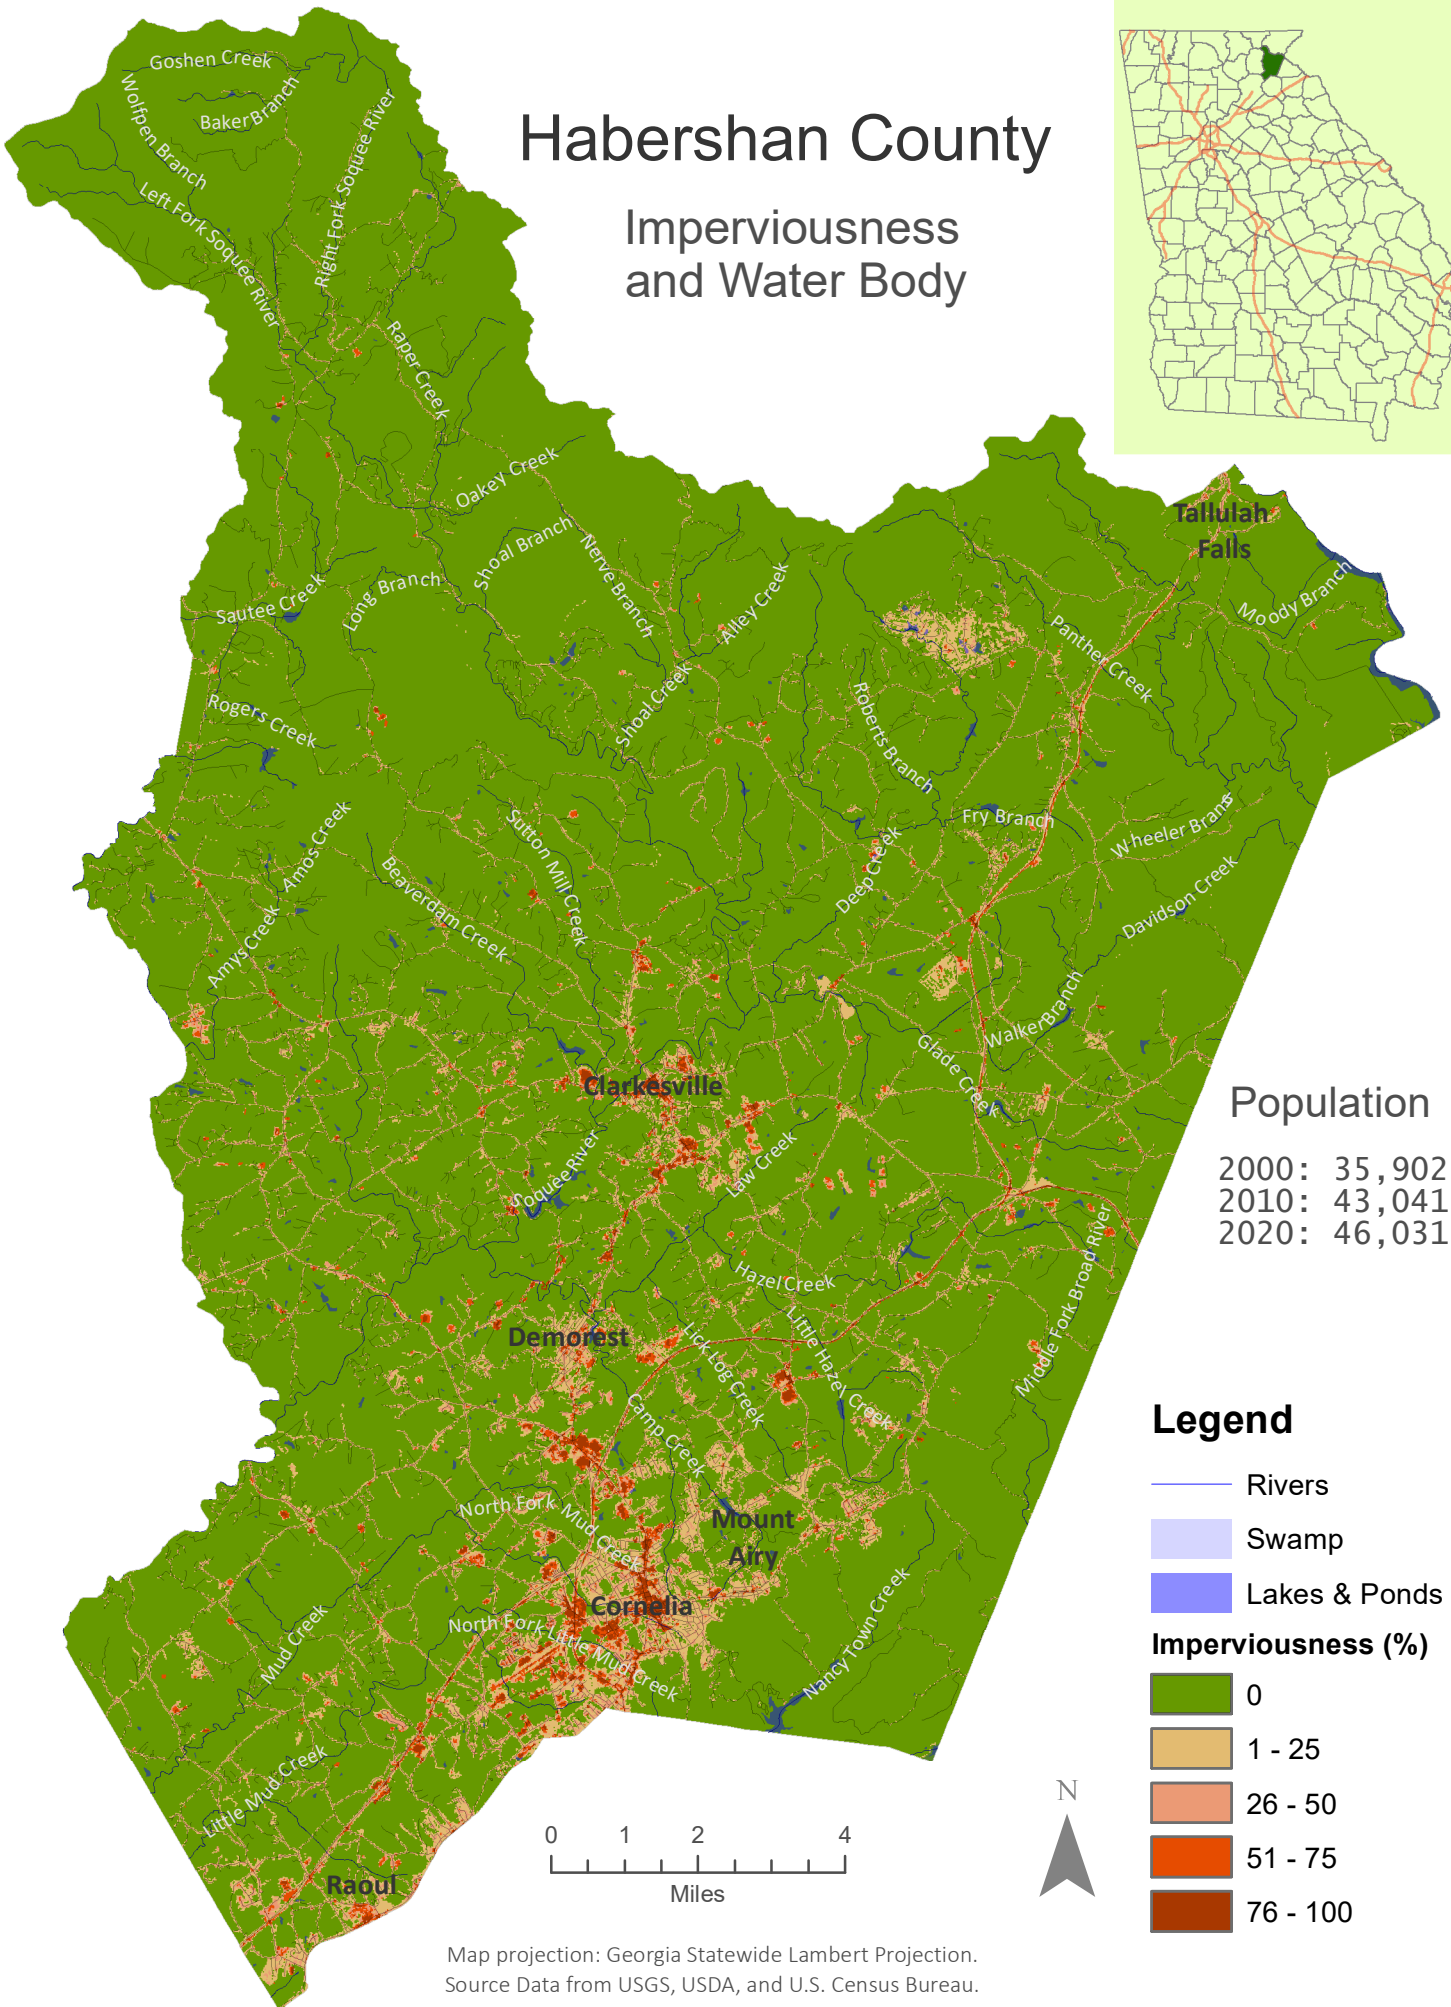 Habershan County
Imperviousness
and Water Body
Goshen Creek
Wolfpen Branch
Baker Branch
Left Fork Soquee River
Right Fork Soquee River
Raper Creek
Oakey Creek
Shoal Branch
Nerve Branch
Long Branch
Sautee Creek
Alley Creek
Shoal Creek
Rogers Creek
Tallulah
Falls
Moody Branch
Panther Creek
Roberts Branch
Fry Branch
Wheeler Brans
Davidson Creek
Deep Creek
Sutton Mill Creek
Amos Creek
Beaverdam Creek
Amys Creek
Walker Branch
Glade Creek
Clarkesville
Law Creek
Soquee River
Population
2000: 35,902
2010: 43,041
2020: 46,031
Middle Fork Broad River
Hazel Creek
Little Hazel Creek
Demorest
Lick Log Creek
Camp Creek
North Fork Mud Creek
Mount
Airy
Cornelia
North Fork Little Mud Creek
Nancy Town Creek
Mud Creek
Little Mud Creek
Raoul
Legend
Rivers
Swamp
Lakes & Ponds
Imperviousness (%)
0
1 - 25
26 - 50
51 - 75
76 - 100
N
0 1 2 4
Miles
Map projection: Georgia Statewide Lambert Projection.
Source Data from USGS, USDA, and U.S. Census Bureau.